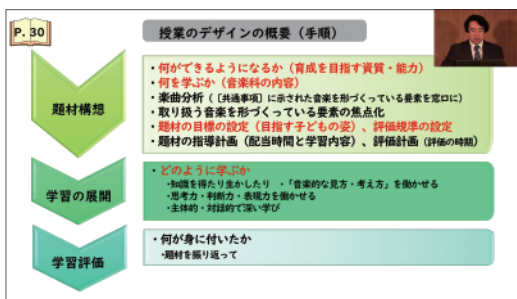 P. 30
授業のデザインの概要（手順）
題材構想
・何ができるようになるか（育成を目指す資質・能力）
・何を学ぶか（音楽科の内容）
・楽曲分析（［共通事項］に示された音楽を形づくっている要素を窓口に）
・取り扱う音楽を形づくっている要素の焦点化
・題材の目標の設定（目指す子どもの姿）、評価規準の設定
・題材の指導計画（配当時間と学習内容）、評価計画（評価の時期）
学習の展開
・どのように学ぶか
・知識を得たり生かしたり ・「音楽的な見方・考え方」を働かせる
・思考力・判断力・表現力を働かせる
・主体的・対話的で深い学び
学習評価
・何が身に付いたか
・題材を振り返って